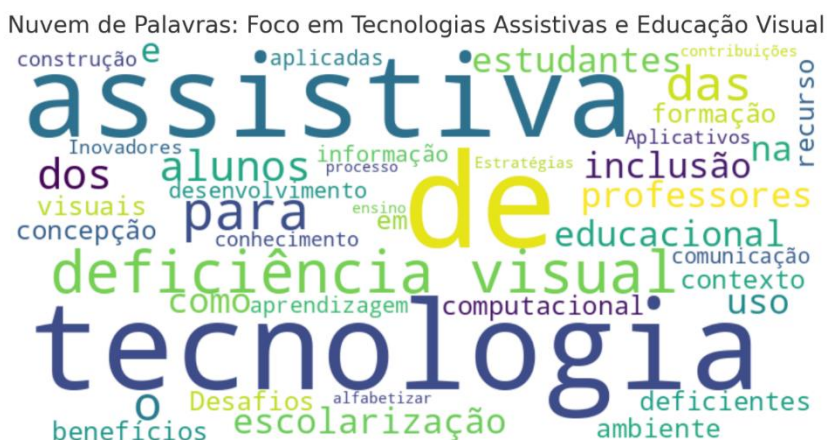 Nuvem de Palavras: Foco em Tecnologias Assistivas e Educação Visual
construção e aplicadas estudantes contribuições
assistiva das recurso
formação
Inovadores Aplicativos na
dos alunos informação de Estratégias inclusão
processo
desenvolvimento professores
visuais para ensino em
concepção conhecimento educacional
deficiência visual comunicação
contexto
como aprendizagem computacional uso
tecnologia
o Desafios alfabetizar deficientes
benefícios escolarização ambiente